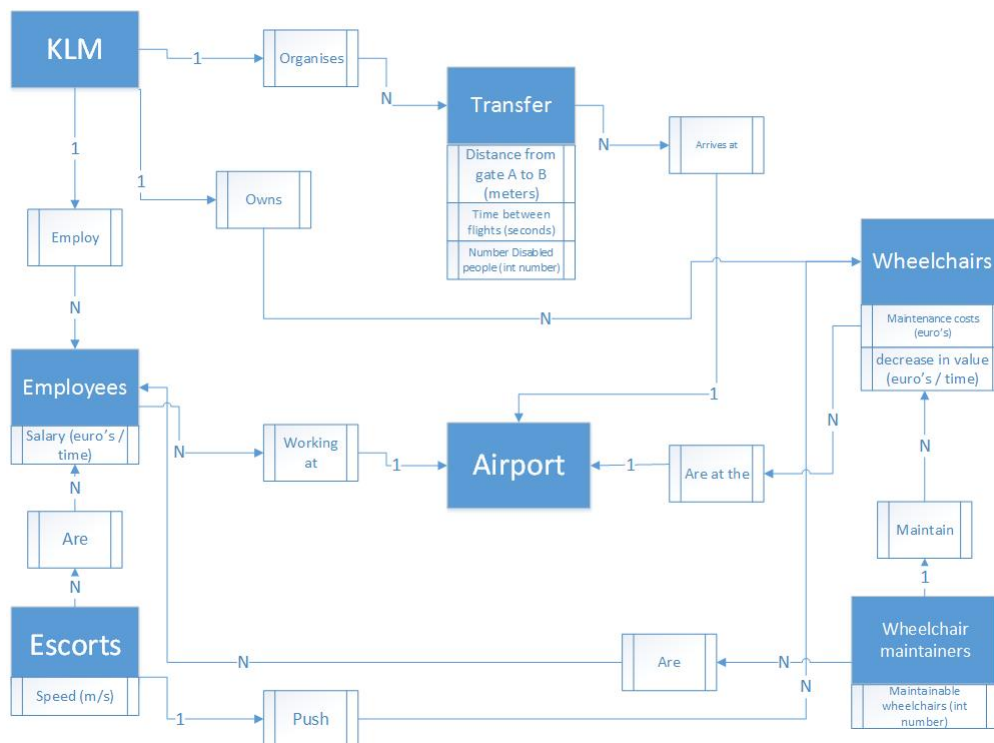 KLM
1
Organises
N
Transfer
N
Arrives at
Distance from
gate A to B
(meters)
Time between
flights (seconds)
Number Disabled
people (int number)
1
1
Owns
Employ
N
N
Wheelchairs
Maintenance costs
(euro's)
decrease in value
(euro's / time)
Employees
Salary (euro's /
time)
N
Working
at
1
Airport
1
1
Are at the
N
N
Maintain
1
N
Are
N
Escorts
Speed (m/s)
1
Push
N
N
Are
N
Wheelchair
maintainers
Maintainable
wheelchairs (int
number)